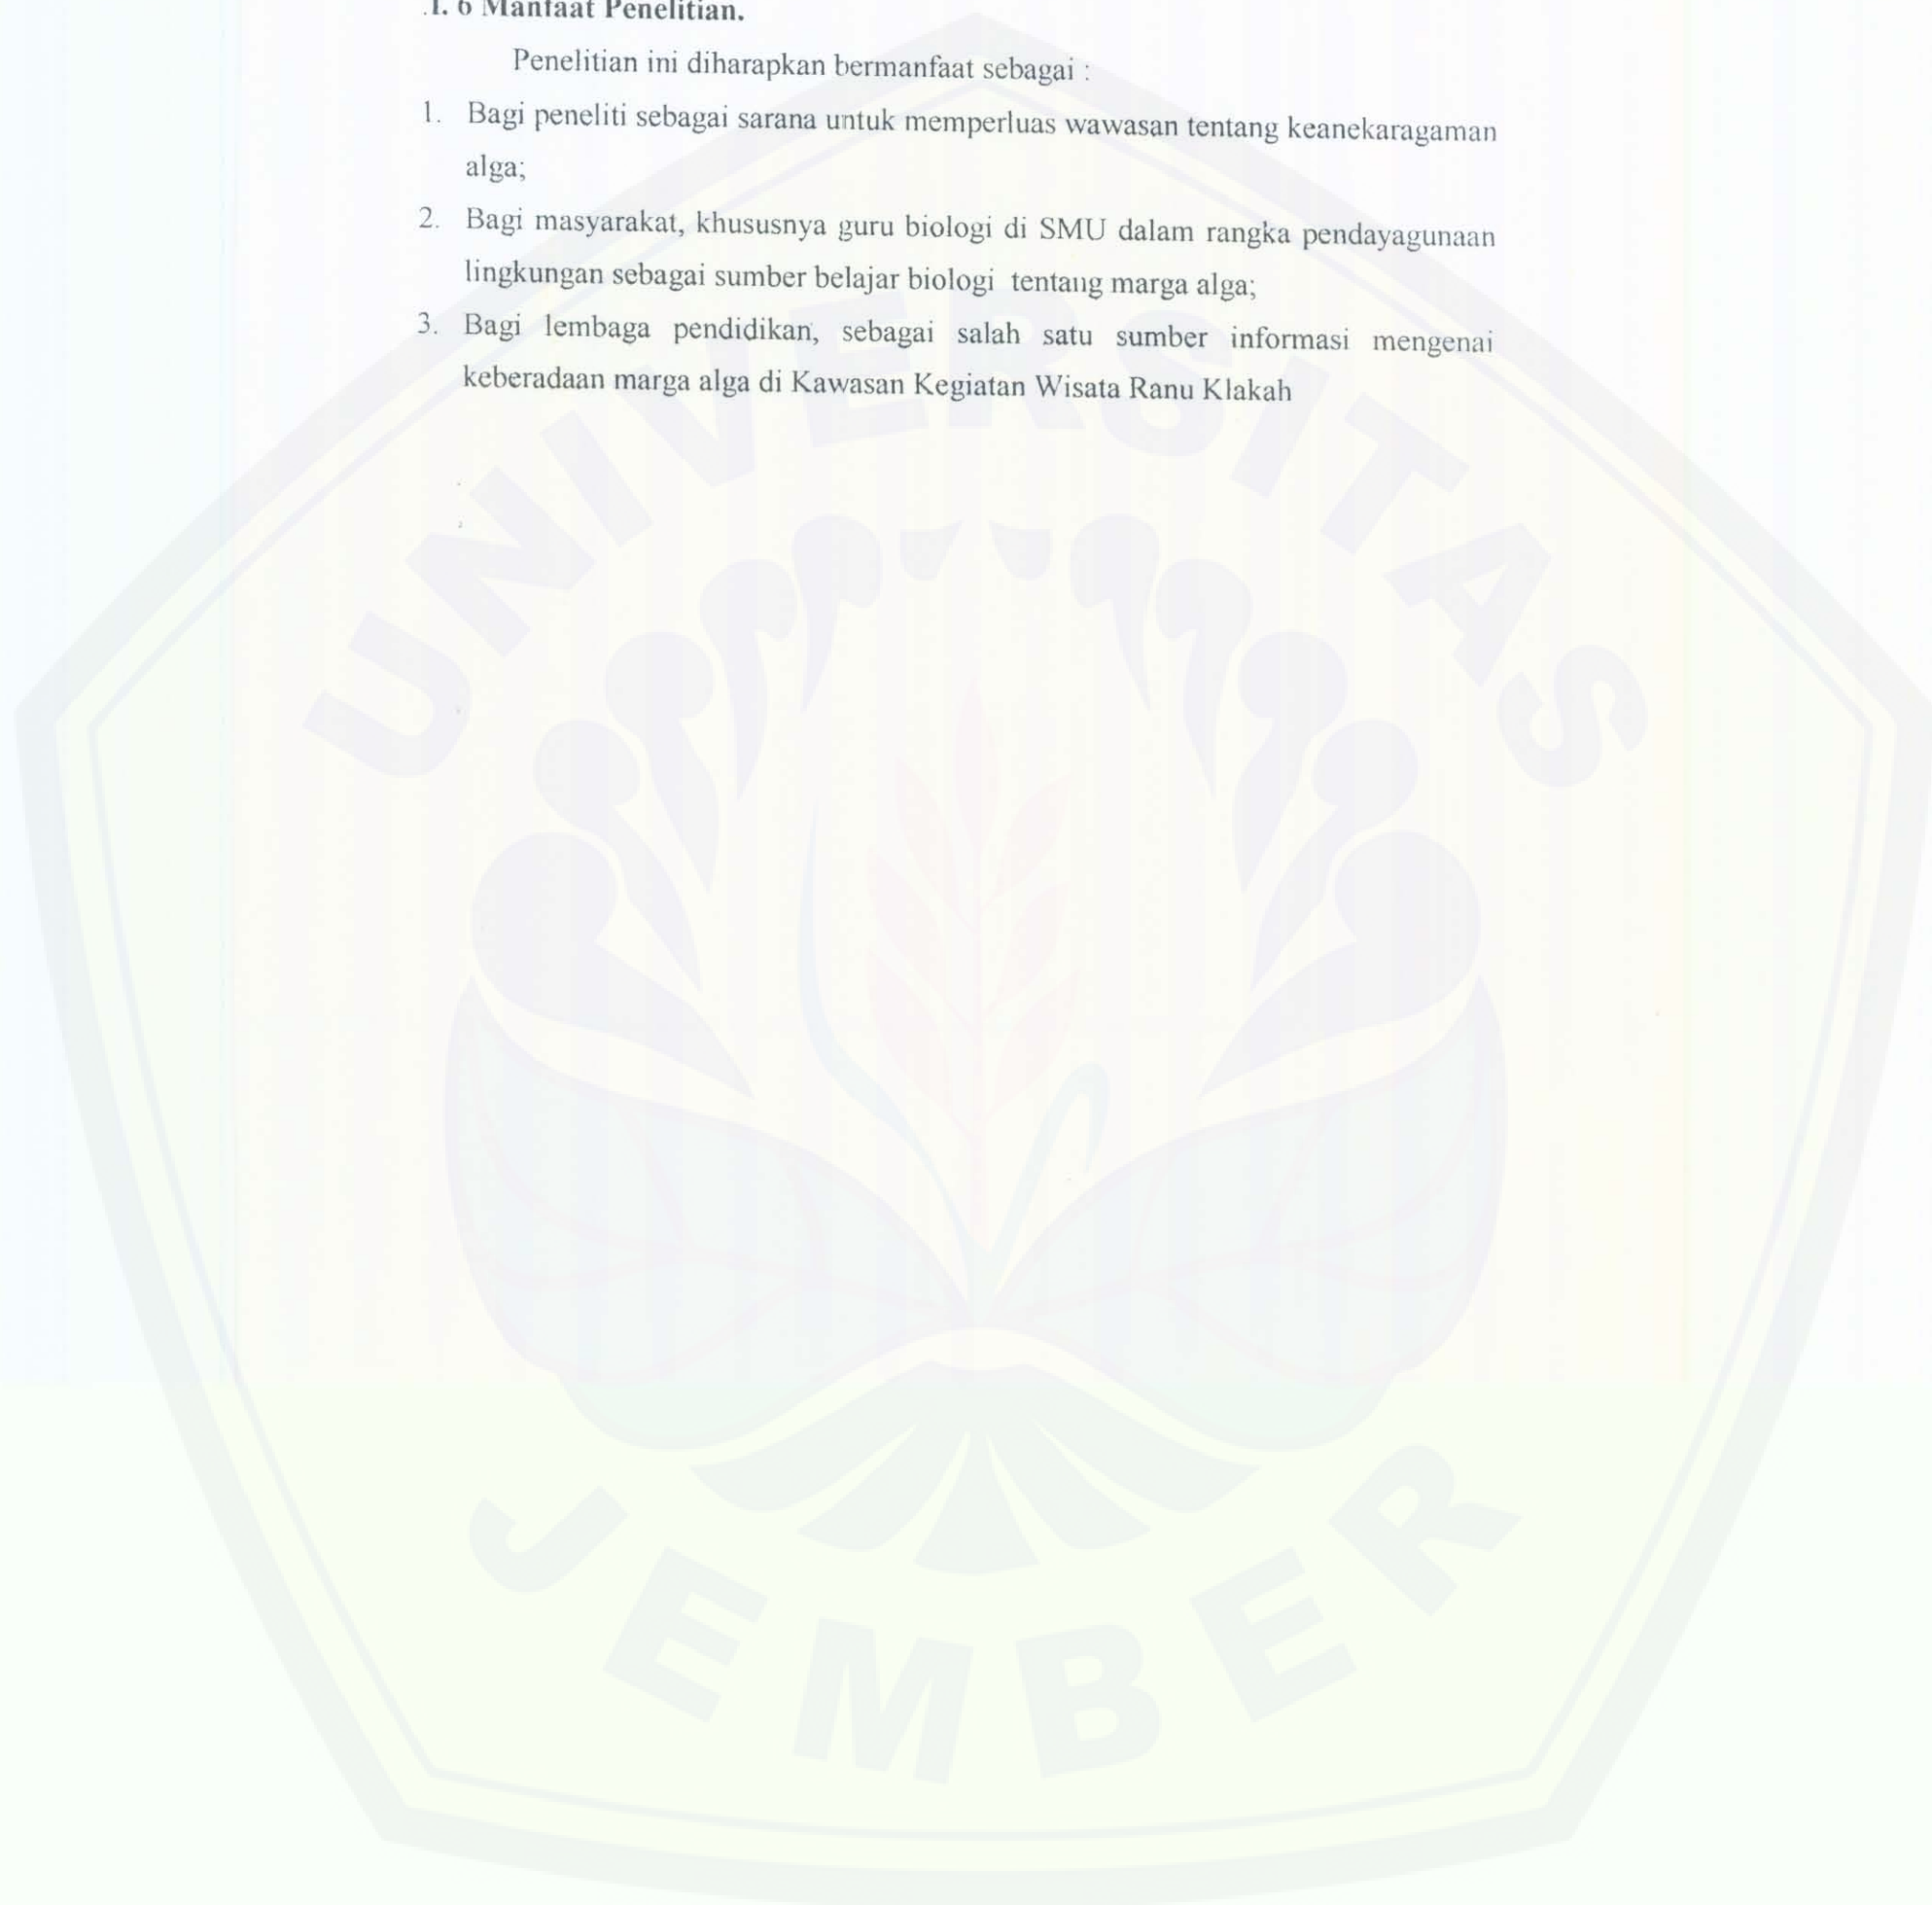 .1. 6 Manfaat Penelitian.
Penelitian ini diharapkan bermanfaat sebagai :
1. Bagi peneliti sebagai sarana untuk memperluas wawasan tentang keanekaragaman
alga;
2. Bagi masyarakat, khususnya guru biologi di SMU dalam rangka pendayagunaan
lingkungan sebagai sumber belajar biologi tentang marga alga;
3. Bagi lembaga pendidikan, sebagai salah satu sumber informasi mengenai
keberadaan marga alga di Kawasan Kegiatan Wisata Ranu Klakah
UNIVERSITAS
JEMBER